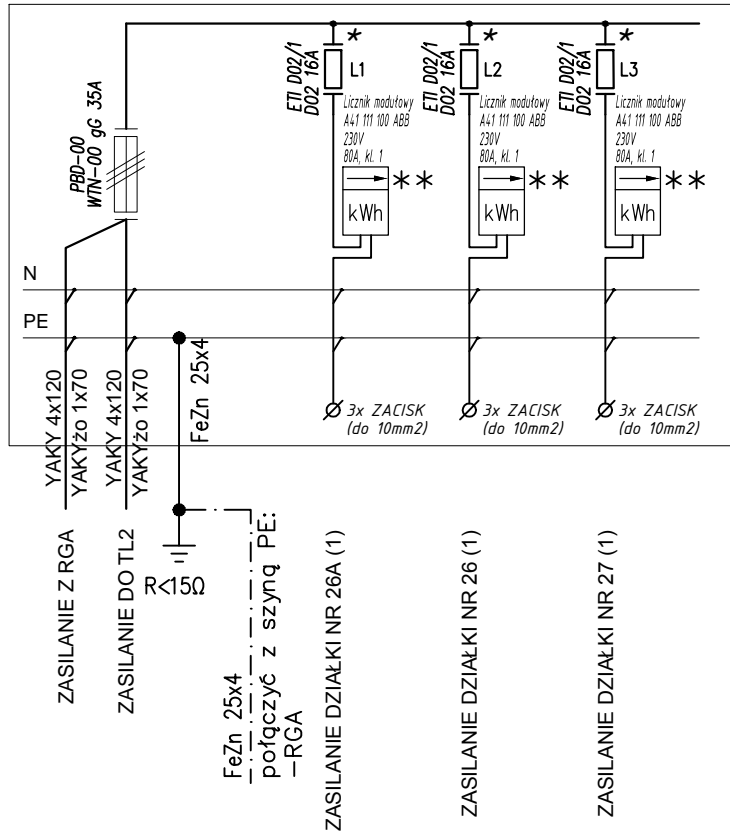 PBD-00
WTN-00 gG 35A
ETI D02/1
D02 16A
*
L1
Licznik modułowy
A41 111 100 ABB
230V
80A, kl. 1
**
kWh
ETI D02/1
D02 16A
*
L2
Licznik modułowy
A41 111 100 ABB
230V
80A, kl. 1
**
kWh
ETI D02/1
D02 16A
*
L3
Licznik modułowy
A41 111 100 ABB
230V
80A, kl. 1
**
kWh
N
PE
YAKY 4x120
YAKYżo 1x70
YAKY 4x120
YAKYżo 1x70
FeZn 25x4
3x ZACISK
(do 10mm2)
3x ZACISK
(do 10mm2)
3x ZACISK
(do 10mm2)
ZASILANIE Z RGA
ZASILANIE DO TL2
R<15Ω
FeZn 25x4
połączyć z szyną PE:
-RGA
ZASILANIE DZIAŁKI NR 26A (1)
ZASILANIE DZIAŁKI NR 26 (1)
ZASILANIE DZIAŁKI NR 27 (1)